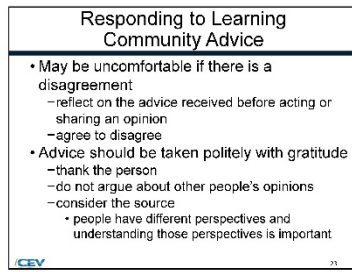 Responding to Learning
Community Advice
• May be uncomfortable if there is a
disagreement
–reflect on the advice received before acting or
sharing an opinion
–agree to disagree
• Advice should be taken politely with gratitude
–thank the person
–do not argue about other people's opinions
–consider the source
• people have different perspectives and
understanding those perspectives is important
iCEV
23